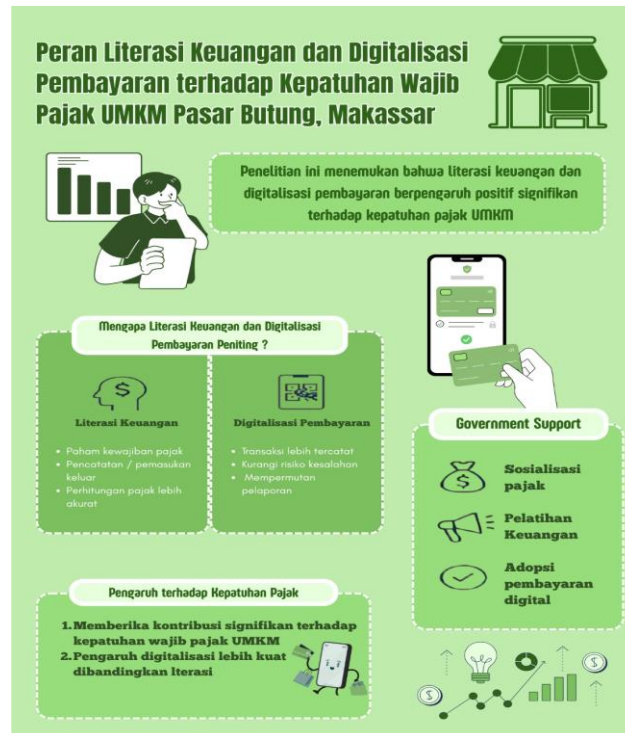 Peran Literasi Keuangan dan Digitalisasi
Pembayaran terhadap Kepatuhan Wajib
Pajak UMKM Pasar Butung, Makassar
Penelitian ini menemukan bahwa literasi keuangan dan
digitalisasi pembayaran berpengaruh positif signifikan
terhadap kepatuhan pajak UMKM
Mengapa Literasi Keuangan dan Digitalisasi
Pembayaran Peniting ?
Literasi Keuangan
• Paham kewajiban pajak
• Pencatatan / pemasukan
keluar
• Perhitungan pajak lebih
akurat
Digitalisasi Pembayaran
• Transaksi lebih tercatat
• Kurangi risiko kesalahan
• Mempermutan
pelaporan
Government Support
Sosialisasi
pajak
Pelatihan
Keuangan
Adopsi
pembayaran
digital
Pengaruh terhadap Kepatuhan Pajak
1. Memberika kontribusi signifikan terhadap
kepatuhan wajib pajak UMKM
2. Pengaruh digitalisasi lebih kuat
dibandingkan lterasi